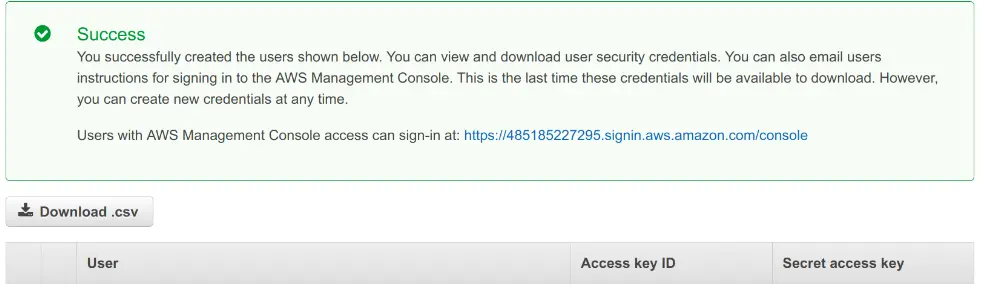 Success
You successfully created the users shown below. You can view and download user security credentials. You can also email users
instructions for signing in to the AWS Management Console. This is the last time these credentials will be available to download. However,
you can create new credentials at any time.
Users with AWS Management Console access can sign-in at: https://485185227295.signin.aws.amazon.com/console
Download .csv
User Access key ID Secret access key